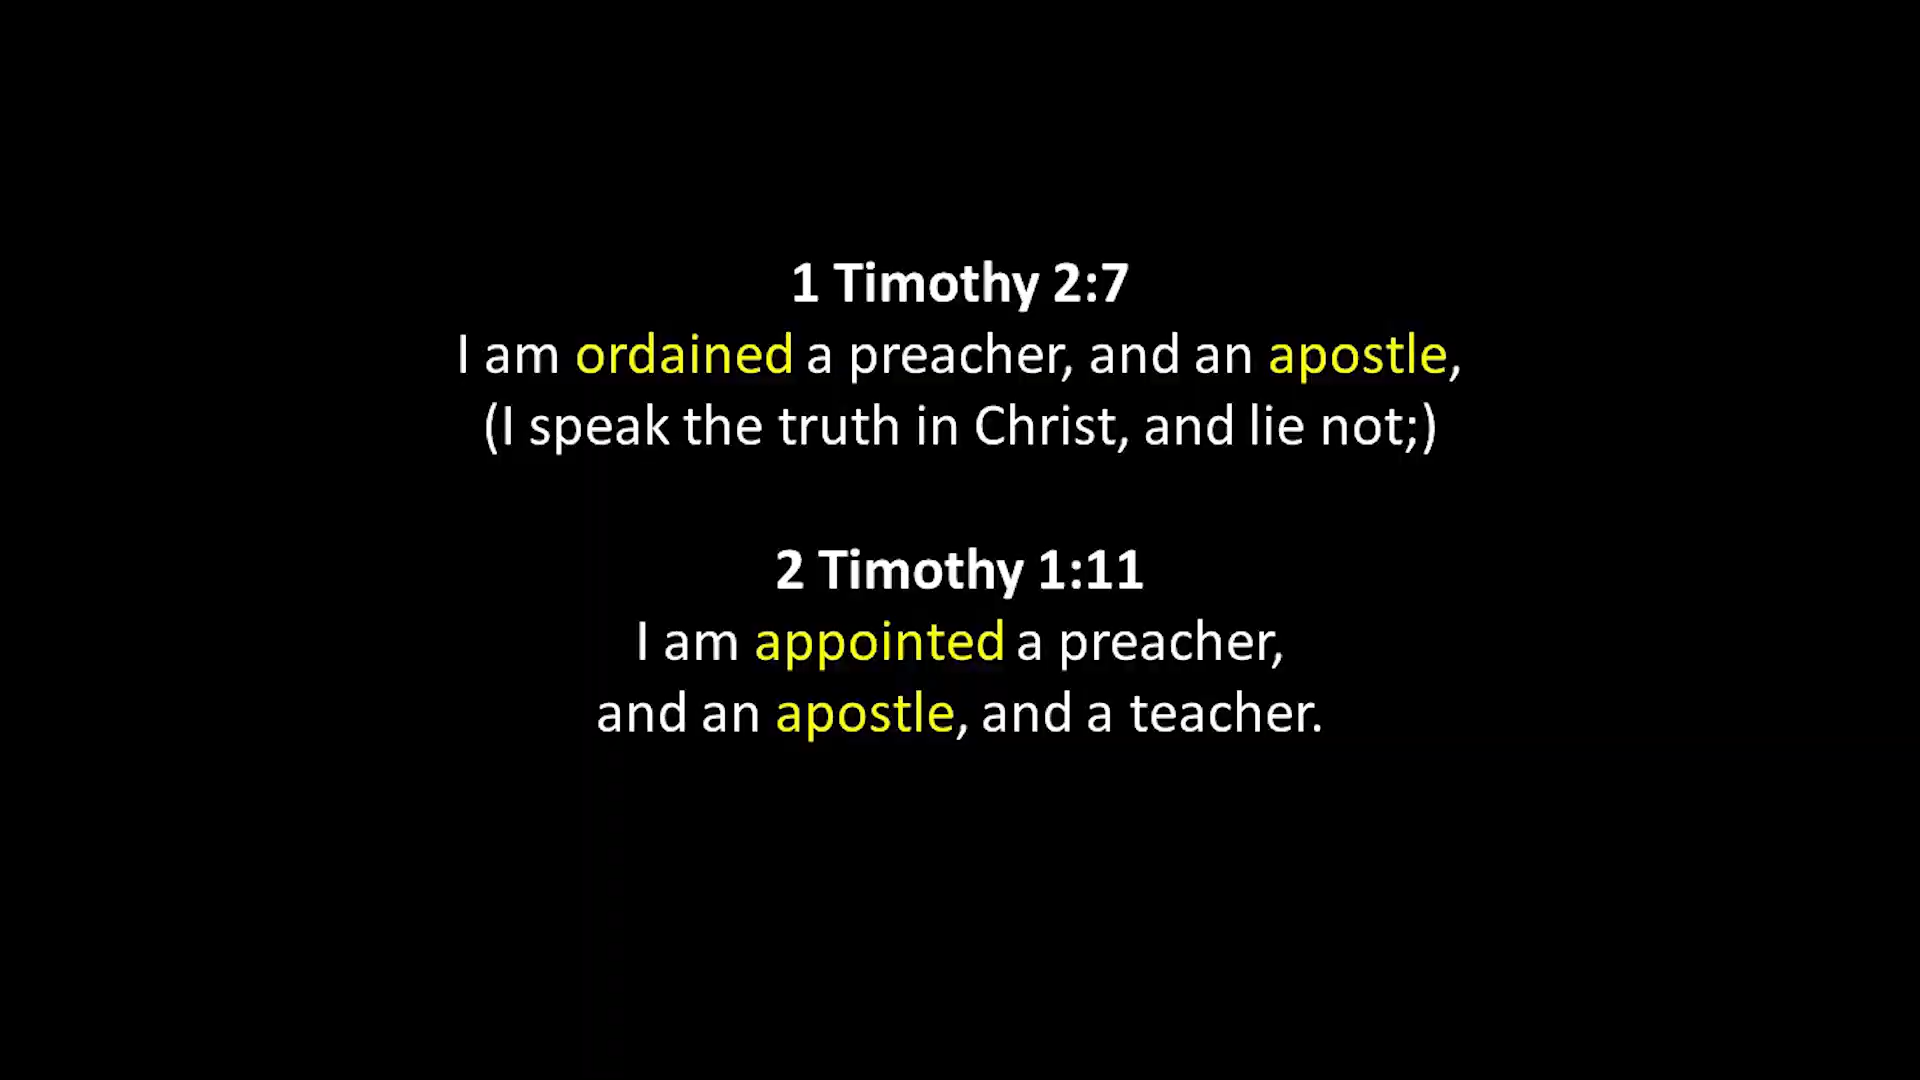 1 Timothy 2:7
I am ordained a preacher, and an apostle,
(I speak the truth in Christ, and lie not;)
2 Timothy 1:11
I am appointed a preacher,
and an apostle, and a teacher.